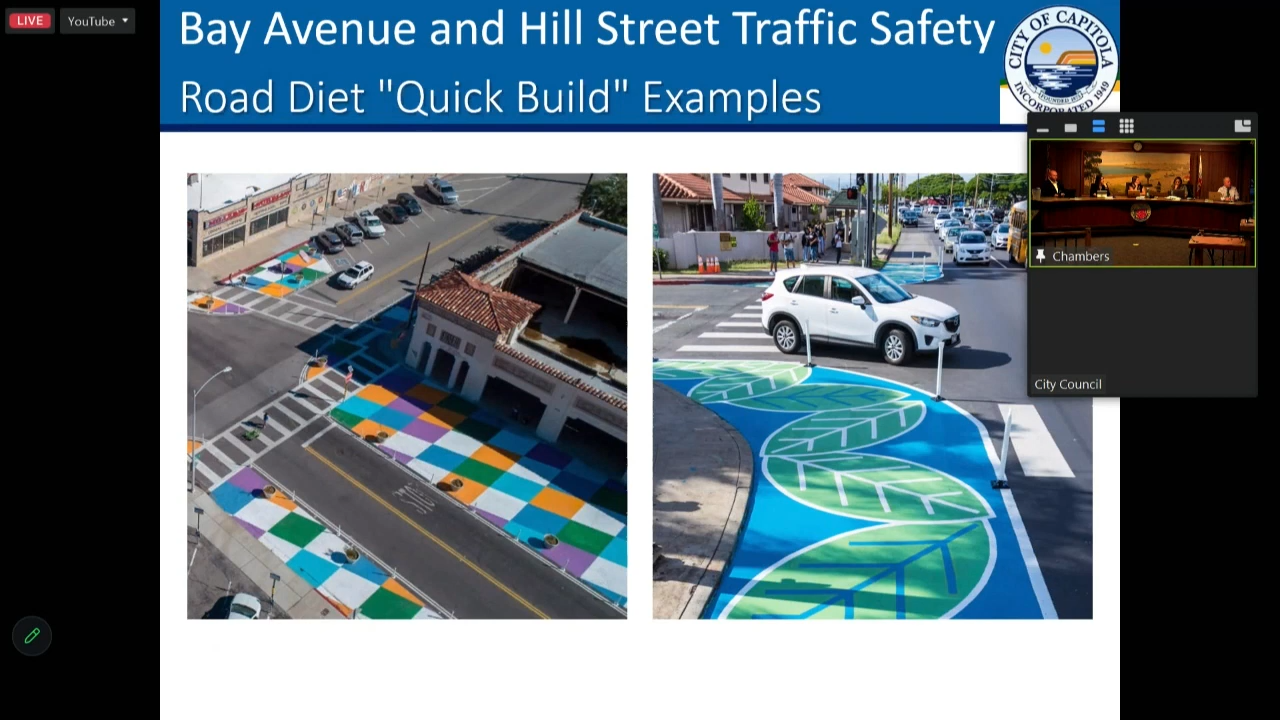 LIVE
YouTube
Bay Avenue and Hill Street Traffic Safety
Road Diet "Quick Build" Examples
CITY OF CAPITOLA
INCORPORATED 1949
Chambers
City Council